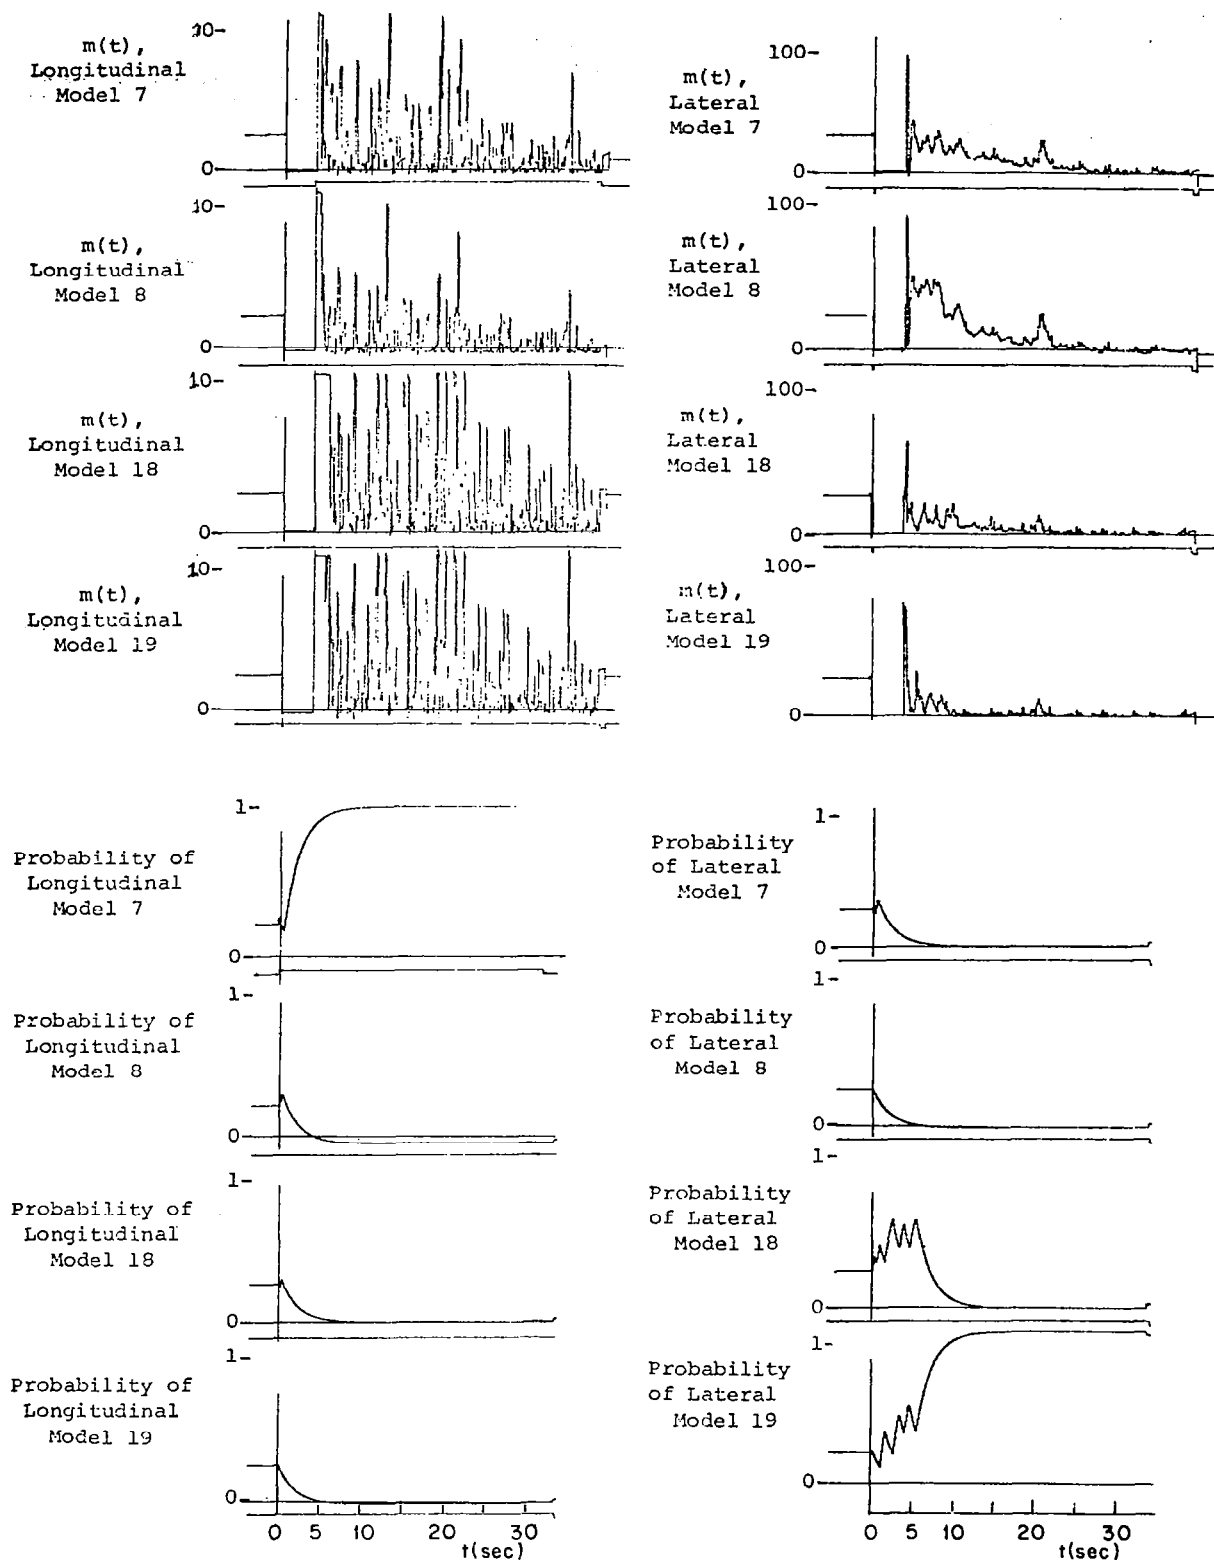 m(t),
Longitudinal
Model 7
10-
0-
m(t),
Longitudinal
Model 8
10-
0-
m(t),
Longitudinal
Model 18
10-
0-
m(t),
Longitudinal
Model 19
10-
0-
Probability of
Longitudinal
Model 7
1-
0-
Probability of
Longitudinal
Model 8
1-
0-
Probability of
Longitudinal
Model 18
1-
0-
Probability of
Longitudinal
Model 19
1-
0-
0 5 10 20 30
t(sec)
m(t),
Lateral
Model 7
100-
0-
m(t),
Lateral
Model 8
100-
0-
m(t),
Lateral
Model 18
100-
0-
m(t),
Lateral
Model 19
100-
0-
Probability
of Lateral
Model 7
1-
0-
Probability
of Lateral
Model 8
1-
0-
Probability
of Lateral
Model 18
1-
0-
Probability
of Lateral
Model 19
1-
0-
0 5 10 20 30
t(sec)